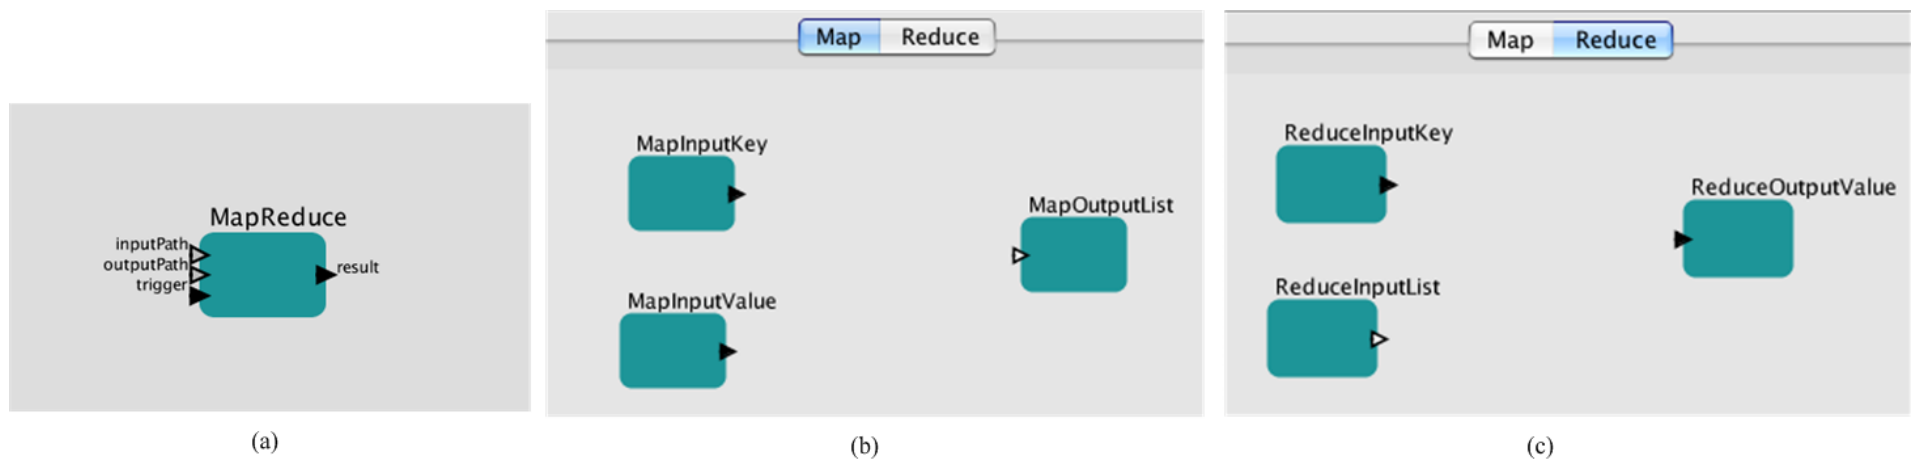 MapReduce
inputPath
outputPath
trigger
result
(a)
Map Reduce
MapInputKey
MapOutputList
MapInputValue
(b)
Map Reduce
ReduceInputKey
ReduceOutputValue
ReduceInputList
(c)